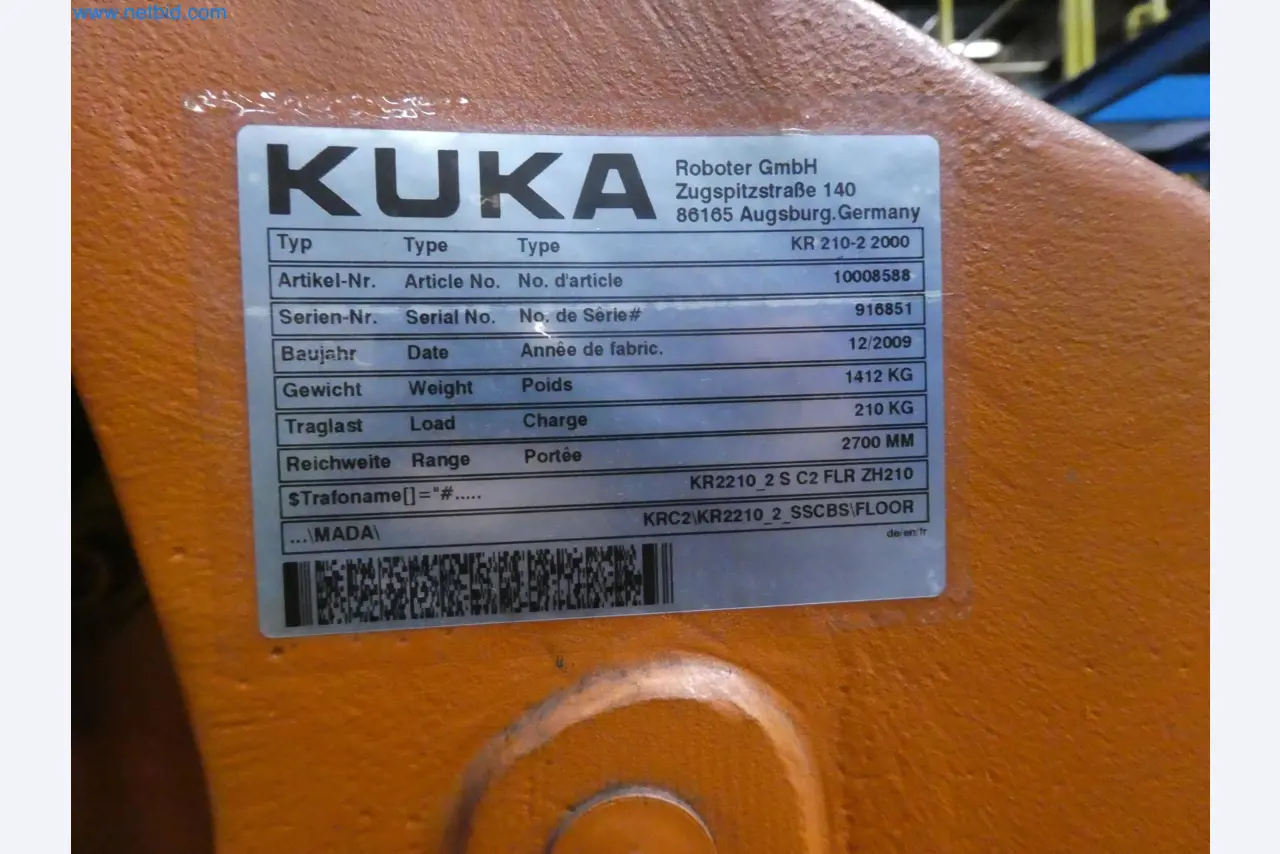 www.netbid.com
KUKA
Roboter GmbH
Zugspitzstraße 140
86165 Augsburg.Germany
Typ Type Type KR 210-2 2000
Artikel-Nr. Article No. No. d'article 10008588
Serien-Nr. Serial No. No. de Sêrie# 916851
Baujahr Date Annêe de fabric. 12/2009
Gewicht Weight Poids 1412 KG
Traglast Load Charge 210 KG
Reichweite Range Portêe 2700 MM
$Trafoname[]="#..... KR2210_2 S C2 FLR ZH210
...\MADA\ KRC2\KR2210_2_SSCBS\FLOOR
de/en/fr